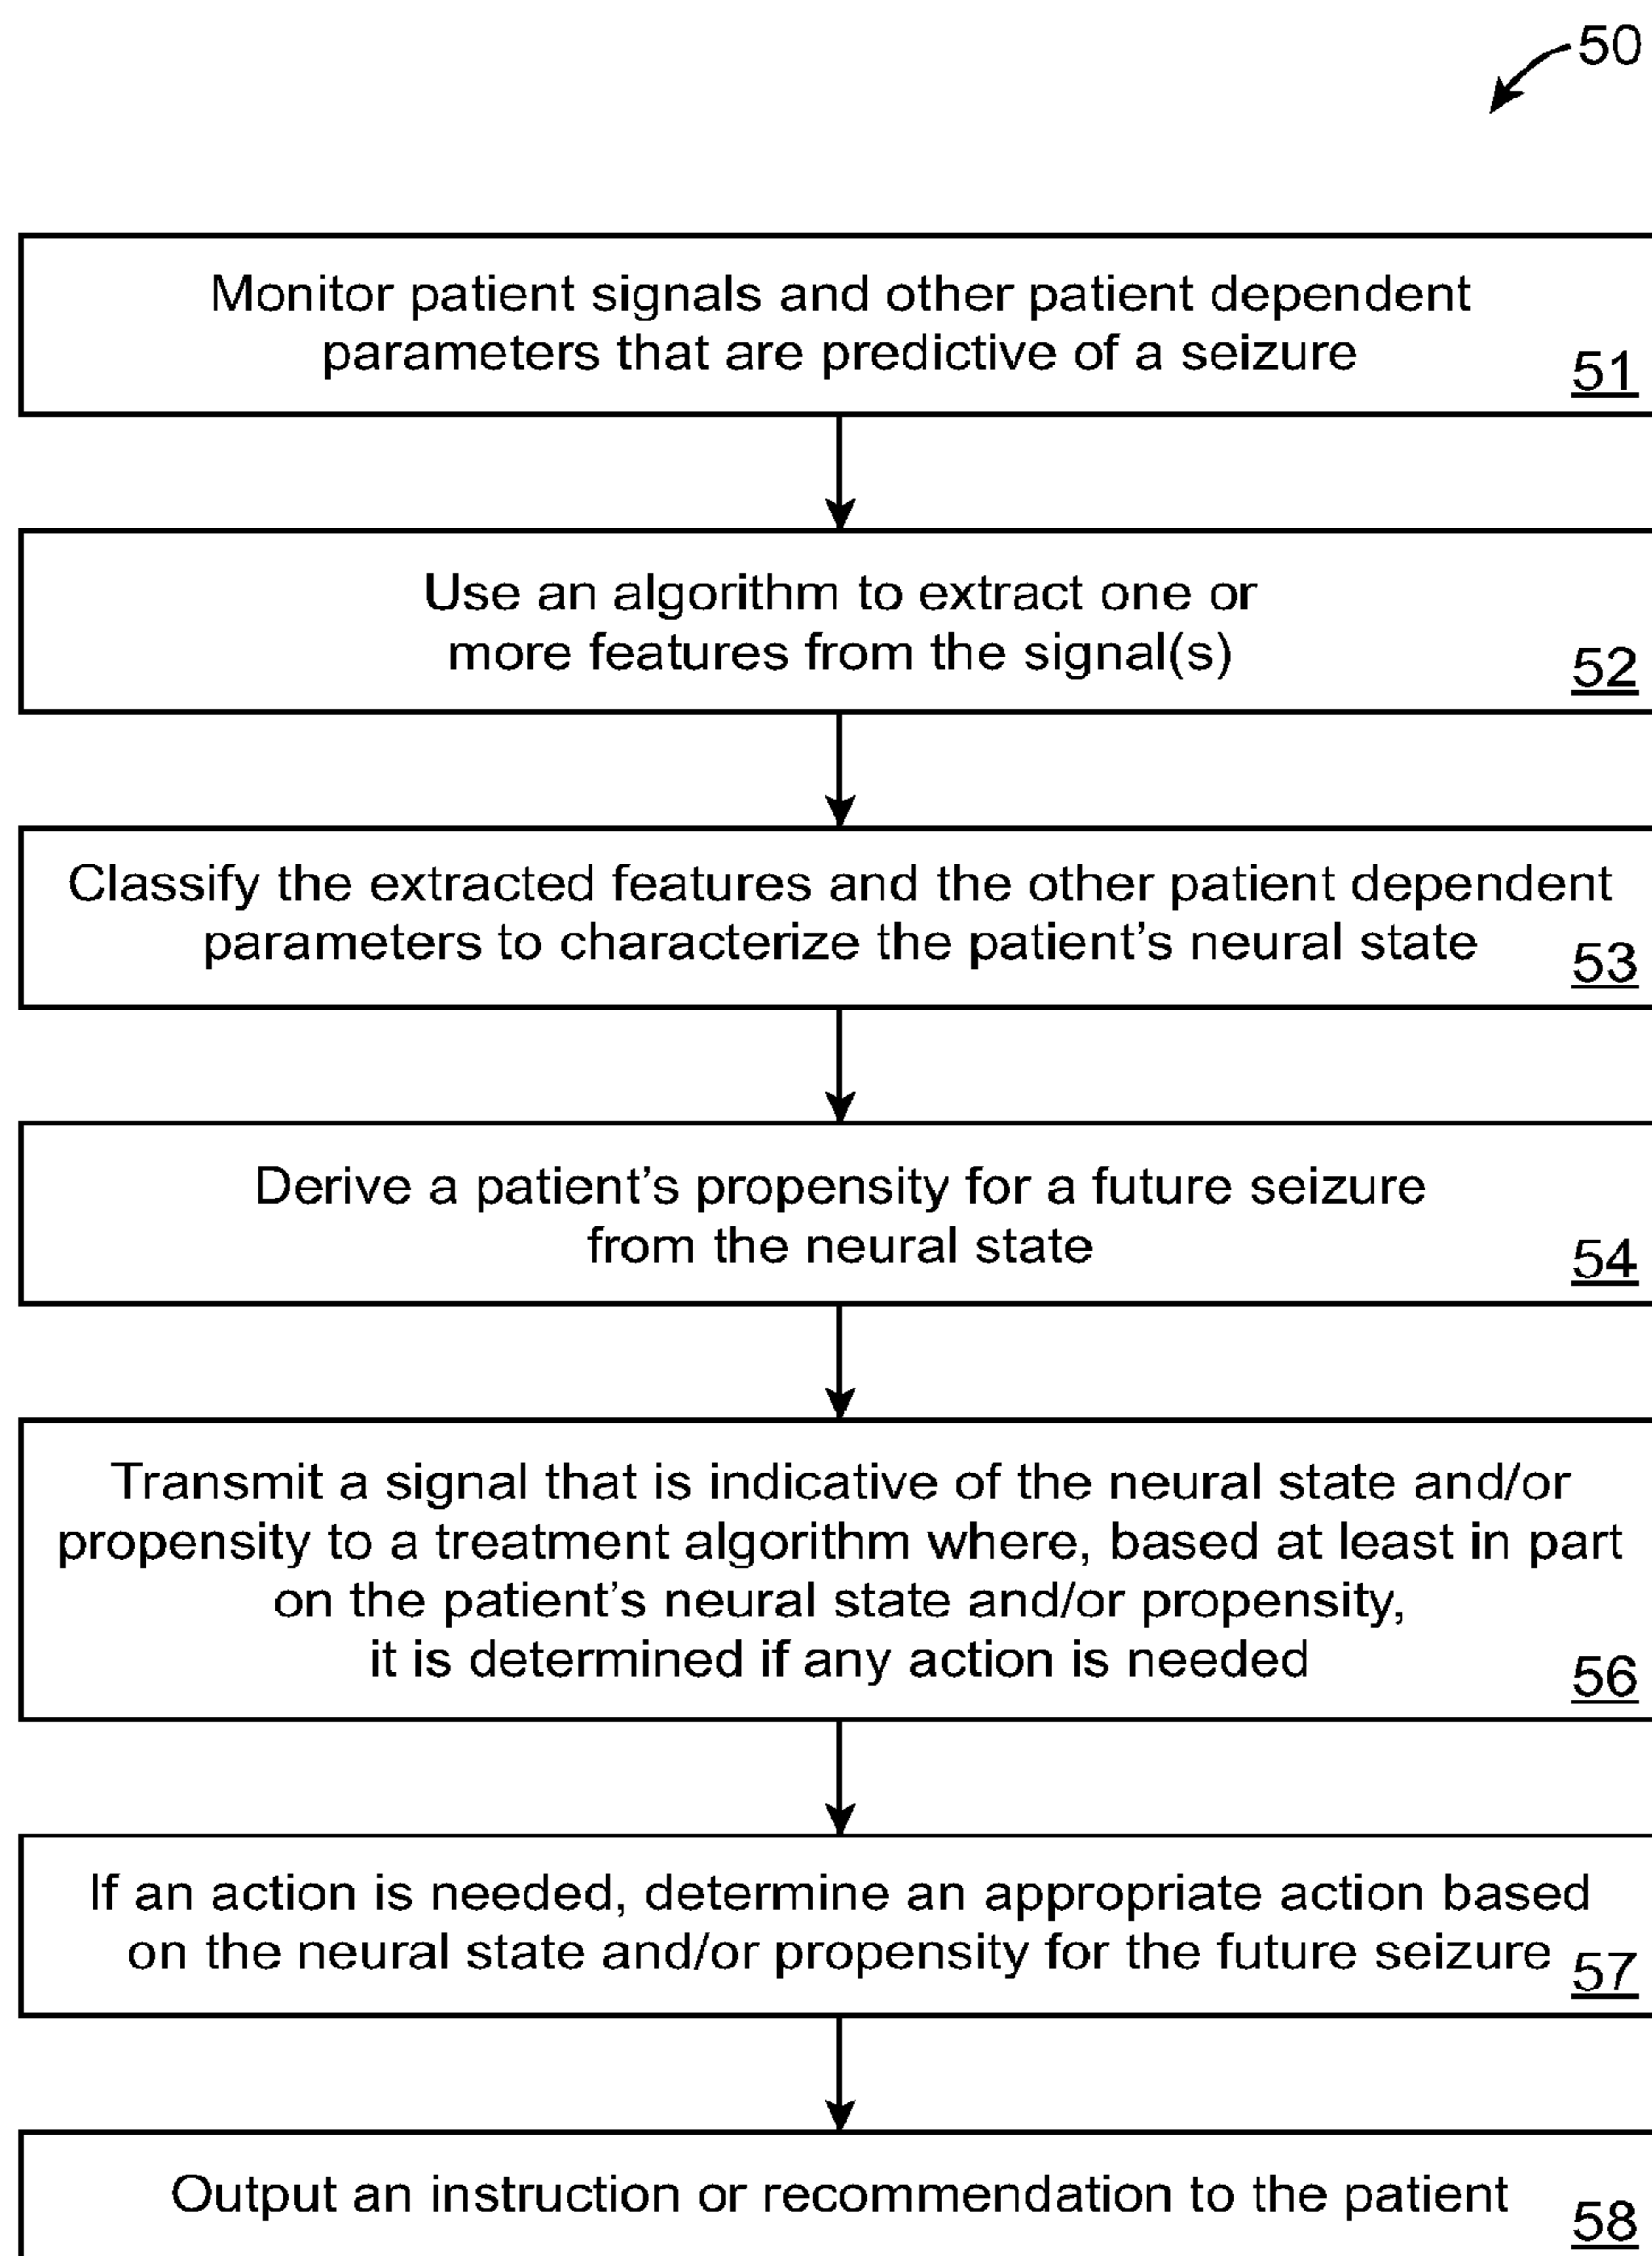 50
Monitor patient signals and other patient dependent
parameters that are predictive of a seizure
51
Use an algorithm to extract one or
more features from the signal(s)
52
Classify the extracted features and the other patient dependent
parameters to characterize the patient’s neural state
53
Derive a patient’s propensity for a future seizure
from the neural state
54
Transmit a signal that is indicative of the neural state and/or
propensity to a treatment algorithm where, based at least in part
on the patient’s neural state and/or propensity,
it is determined if any action is needed
56
If an action is needed, determine an appropriate action based
on the neural state and/or propensity for the future seizure
57
Output an instruction or recommendation to the patient
58